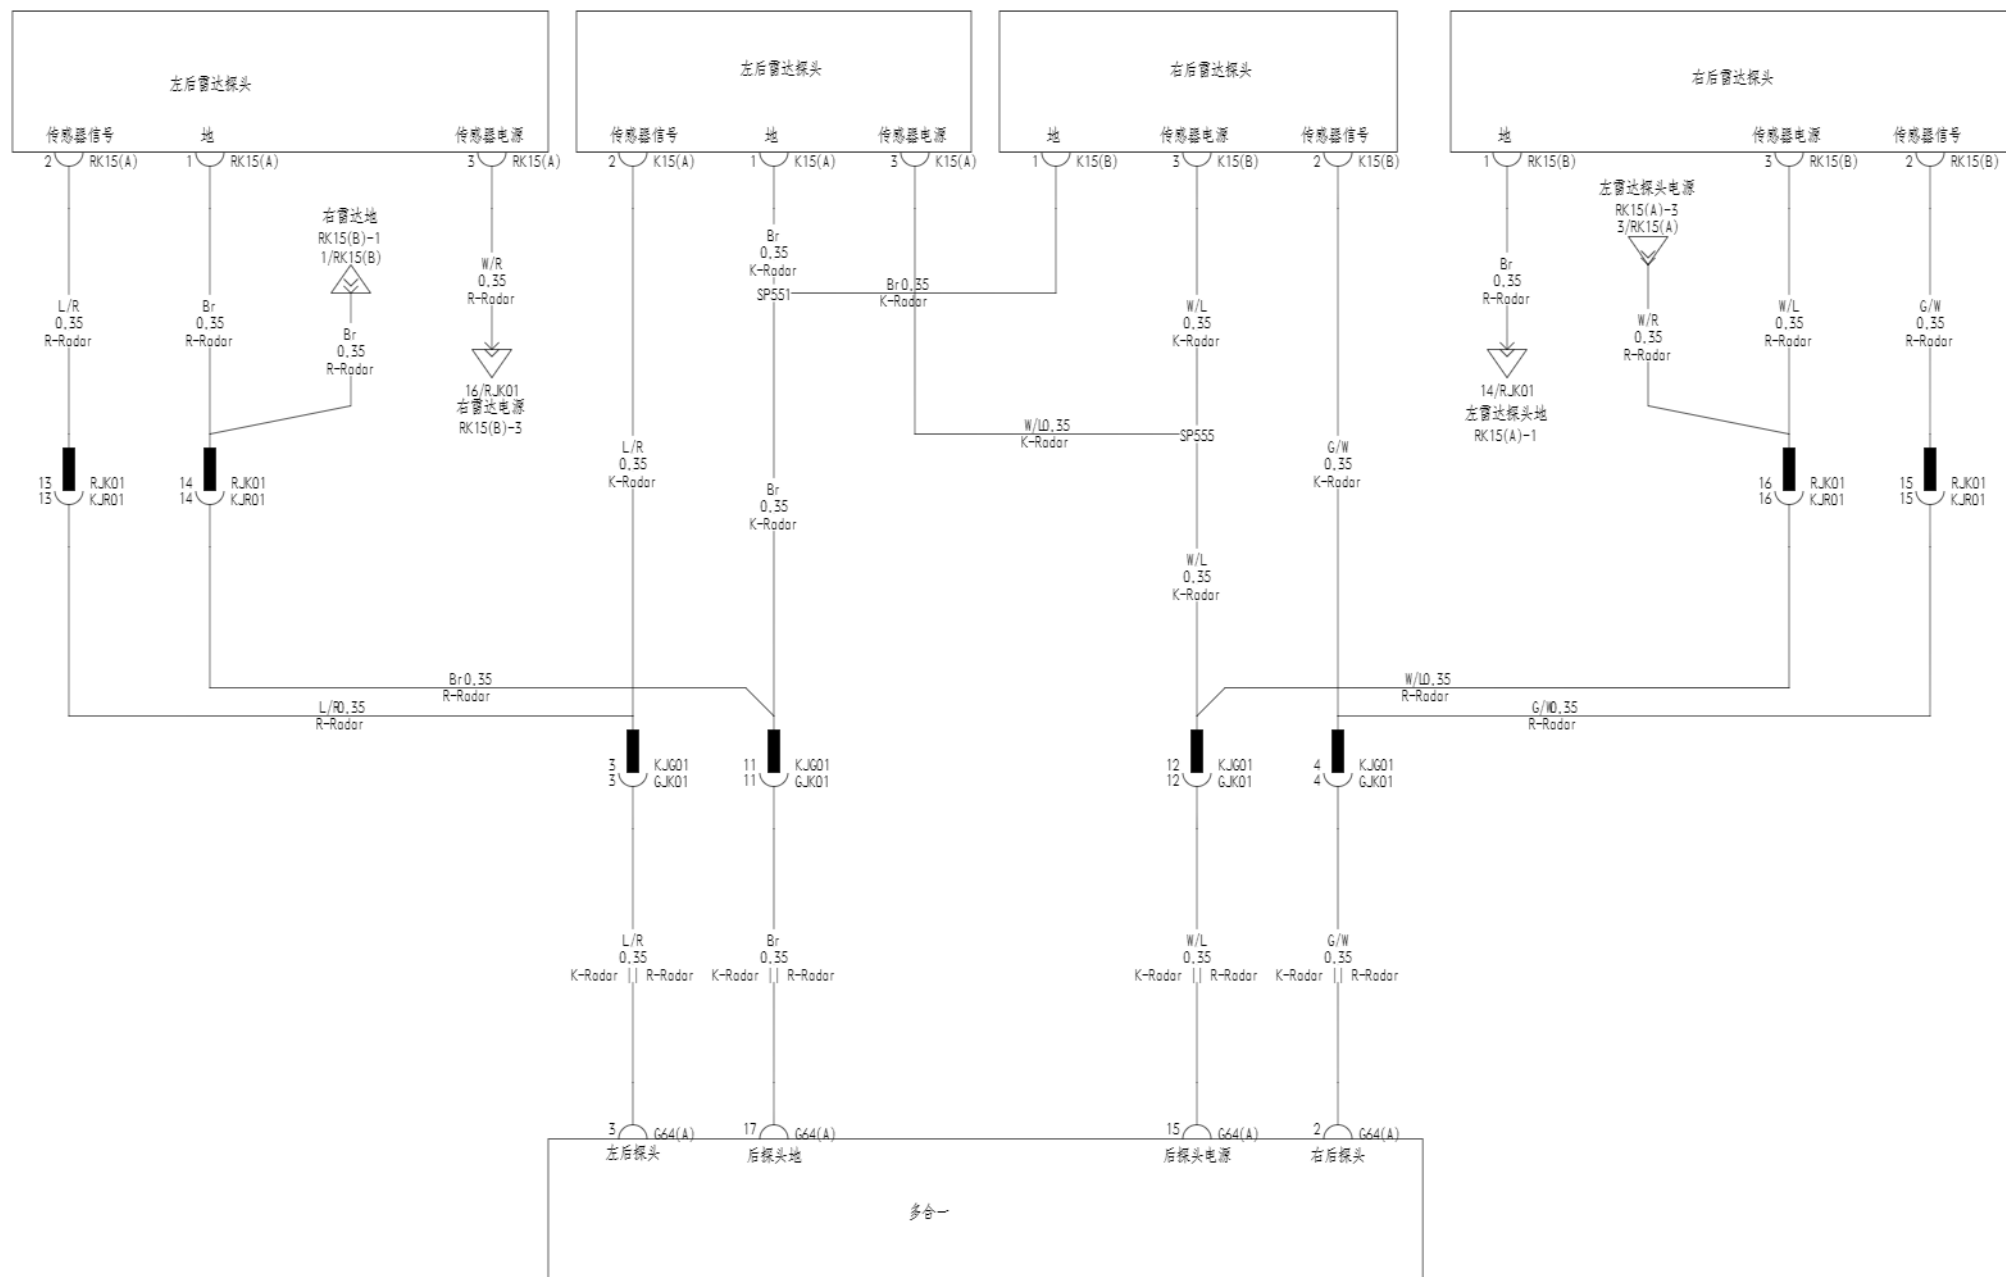 左后雷达探头
左后雷达探头
右后雷达探头
右后雷达探头
传感器信号
地
传感器电源
传感器信号
地
传感器电源
地
传感器电源
传感器信号
地
传感器电源
传感器信号
2 RK15(A)
1 RK15(A)
3 RK15(A)
2 K15(A)
1 K15(A)
3 K15(A)
1 K15(B)
3 K15(B)
2 K15(B)
1 RK15(B)
3 RK15(B)
2 RK15(B)
右雷达地
RK15(B)-1
1/RK15(B)
左雷达探头电源
RK15(A)-3
3/RK15(A)
L/R
0.35
R-Radar
Br
0.35
R-Radar
Br
0.35
R-Radar
W/R
0.35
R-Radar
16/RJK01
右雷达电源
RK15(B)-3
Br
0.35
K-Radar
SP551
Br0.35
K-Radar
W/L
0.35
K-Radar
W/L0.35
K-Radar
SP555
Br
0.35
R-Radar
14/RJK01
左雷达探头地
RK15(A)-1
W/R
0.35
R-Radar
W/L
0.35
R-Radar
G/W
0.35
R-Radar
L/R
0.35
K-Radar
Br
0.35
K-Radar
G/W
0.35
K-Radar
W/L
0.35
K-Radar
13 RJK01
13 KJR01
14 RJK01
14 KJR01
16 RJK01
16 KJR01
15 RJK01
15 KJR01
Br0.35
R-Radar
L/R0.35
R-Radar
W/L0.35
R-Radar
G/W0.35
R-Radar
3 KJG01
3 GJK01
11 KJG01
11 GJK01
12 KJG01
12 GJK01
4 KJG01
4 GJK01
L/R
0.35
K-Radar || R-Radar
Br
0.35
K-Radar || R-Radar
W/L
0.35
K-Radar || R-Radar
G/W
0.35
K-Radar || R-Radar
3 G64(A)
17 G64(A)
15 G64(A)
2 G64(A)
左后探头
后探头地
后探头电源
右后探头
多合一